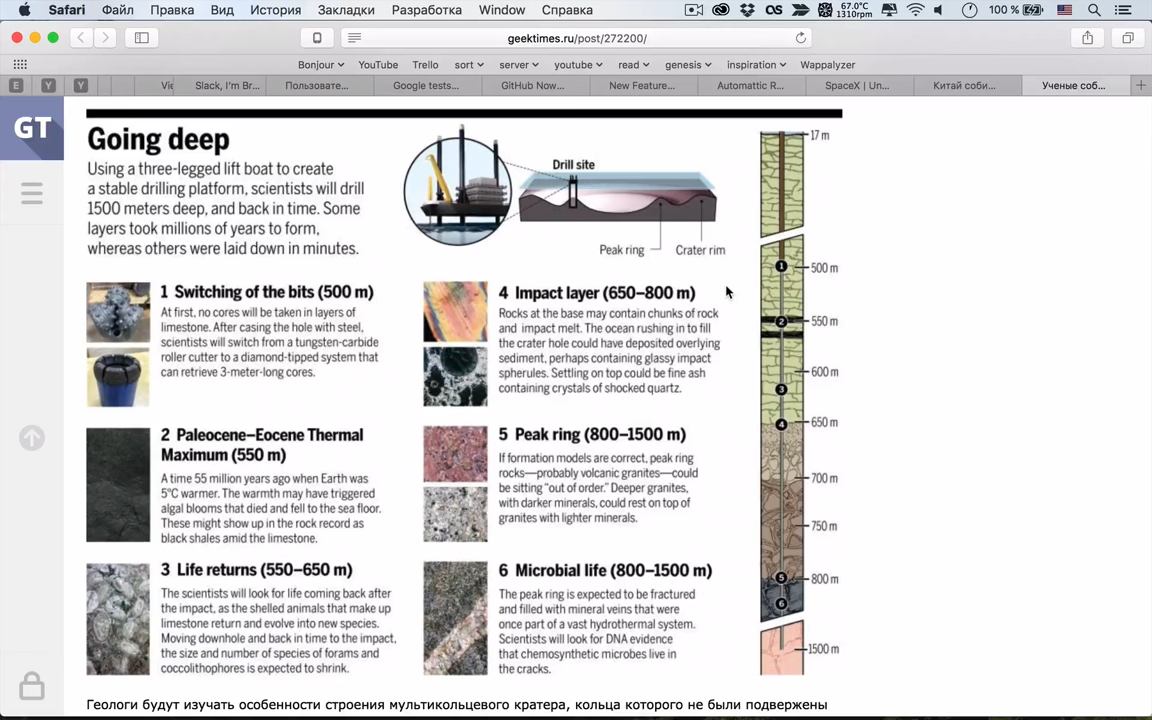 Safari Файл Правка Вид История Закладки Разработка Window Справка
67.0°C
1310rpm
100 %
geektimes.ru/post/272200/
Bonjour YouTube Trello sort server youtube read genesis inspiration Wappalyzer
E Y Y Vie Slack, I'm Br... Пользовате... Google tests... GitHub Now... New Feature... Automattic R... SpaceX | Un... Китай соби... Ученые соб...
GT
Going deep
Using a three-legged lift boat to create
a stable drilling platform, scientists will drill
1500 meters deep, and back in time. Some
layers took millions of years to form,
whereas others were laid down in minutes.
Drill site
Peak ring
Crater rim
1 Switching of the bits (500 m)
At first, no cores will be taken in layers of
limestone. After casing the hole with steel,
scientists will switch from a tungsten-carbide
roller cutter to a diamond-tipped system that
can retrieve 3-meter-long cores.
2 Paleocene–Eocene Thermal
Maximum (550 m)
A time 55 million years ago when Earth was
5°C warmer. The warmth may have triggered
algal blooms that died and fell to the sea floor.
These might show up in the rock record as
black shales amid the limestone.
3 Life returns (550–650 m)
The scientists will look for life coming back after
the impact, as the shelled animals that make up
limestone return and evolve into new species.
Moving downhole and back in time to the impact,
the size and number of species of forams and
coccolithophores is expected to shrink.
4 Impact layer (650–800 m)
Rocks at the base may contain chunks of rock
and impact melt. The ocean rushing in to fill
the crater hole could have deposited overlying
sediment, perhaps containing glassy impact
spherules. Settling on top could be fine ash
containing crystals of shocked quartz.
5 Peak ring (800–1500 m)
If formation models are correct, peak ring
rocks—probably volcanic granites—could
be sitting “out of order.” Deeper granites,
with darker minerals, could rest on top of
granites with lighter minerals.
6 Microbial life (800–1500 m)
The peak ring is expected to be fractured
and filled with mineral veins that were
once part of a vast hydrothermal system.
Scientists will look for DNA evidence
that chemosynthetic microbes live in
the cracks.
17 m
1
500 m
2
550 m
600 m
3
4
650 m
700 m
750 m
5
800 m
6
1500 m
Геологи будут изучать особенности строения мультикольцевого кратера, кольца которого не были подвержены